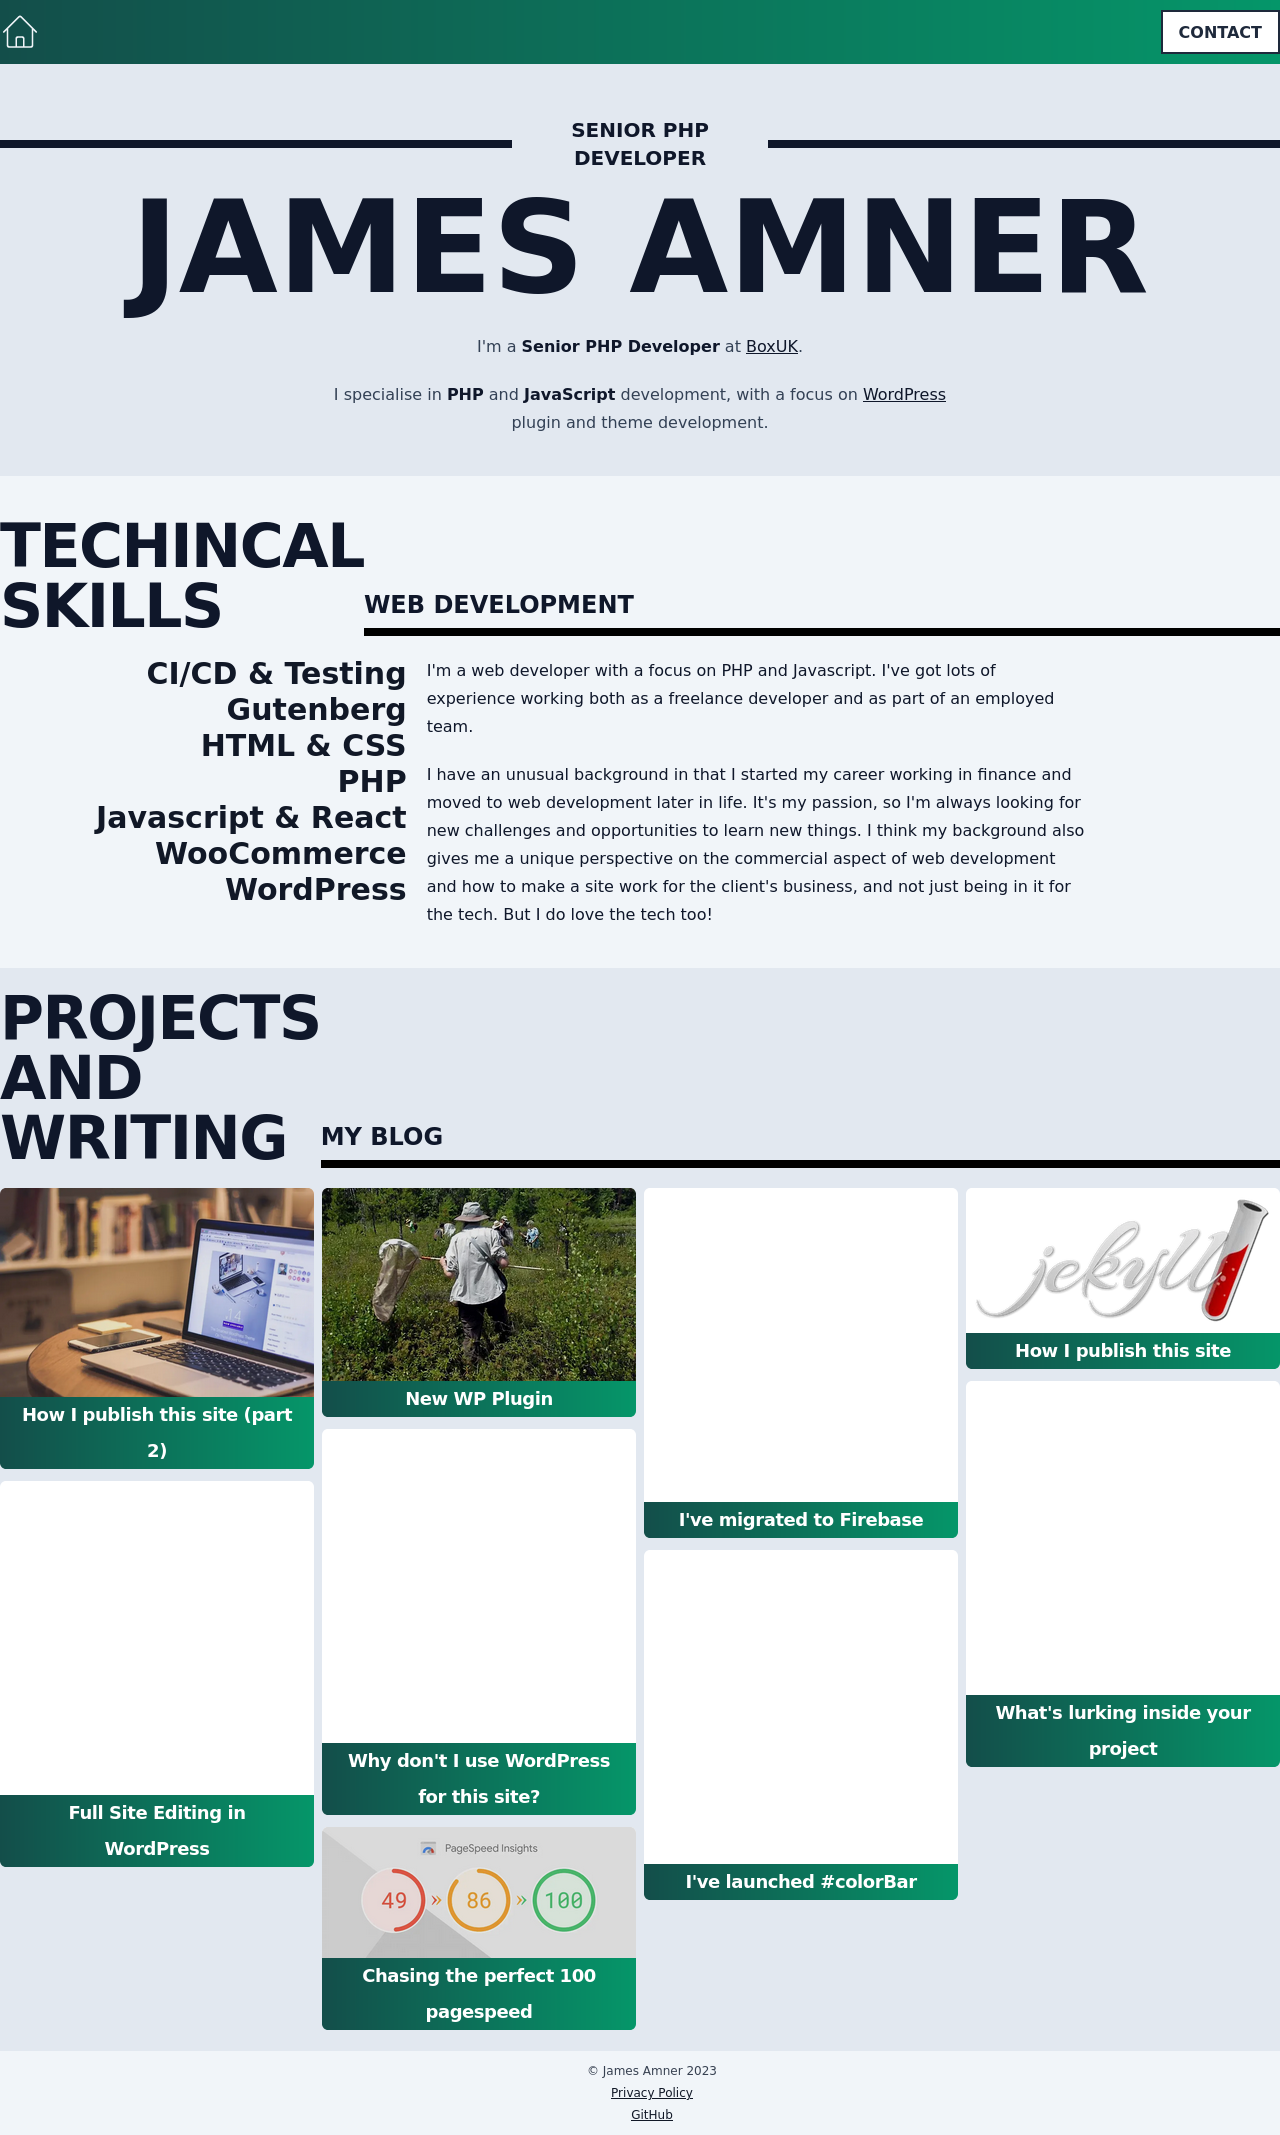 CONTACT
SENIOR PHP
DEVELOPER
JAMES AMNER
I'm a Senior PHP Developer at BoxUK.
I specialise in PHP and JavaScript development, with a focus on WordPress
plugin and theme development.
TECHINCAL
SKILLS
WEB DEVELOPMENT
CI/CD & Testing
Gutenberg
HTML & CSS
PHP
Javascript & React
WooCommerce
WordPress
I'm a web developer with a focus on PHP and Javascript. I've got lots of
experience working both as a freelance developer and as part of an employed
team.
I have an unusual background in that I started my career working in finance and
moved to web development later in life. It's my passion, so I'm always looking for
new challenges and opportunities to learn new things. I think my background also
gives me a unique perspective on the commercial aspect of web development
and how to make a site work for the client's business, and not just being in it for
the tech. But I do love the tech too!
PROJECTS
AND
WRITING
MY BLOG
How I publish this site (part
2)
Full Site Editing in
WordPress
New WP Plugin
Why don't I use WordPress
for this site?
PageSpeed Insights
49 » 86 » 100
Chasing the perfect 100
pagespeed
I've migrated to Firebase
I've launched #colorBar
jekyll
How I publish this site
What's lurking inside your
project
© James Amner 2023
Privacy Policy
GitHub